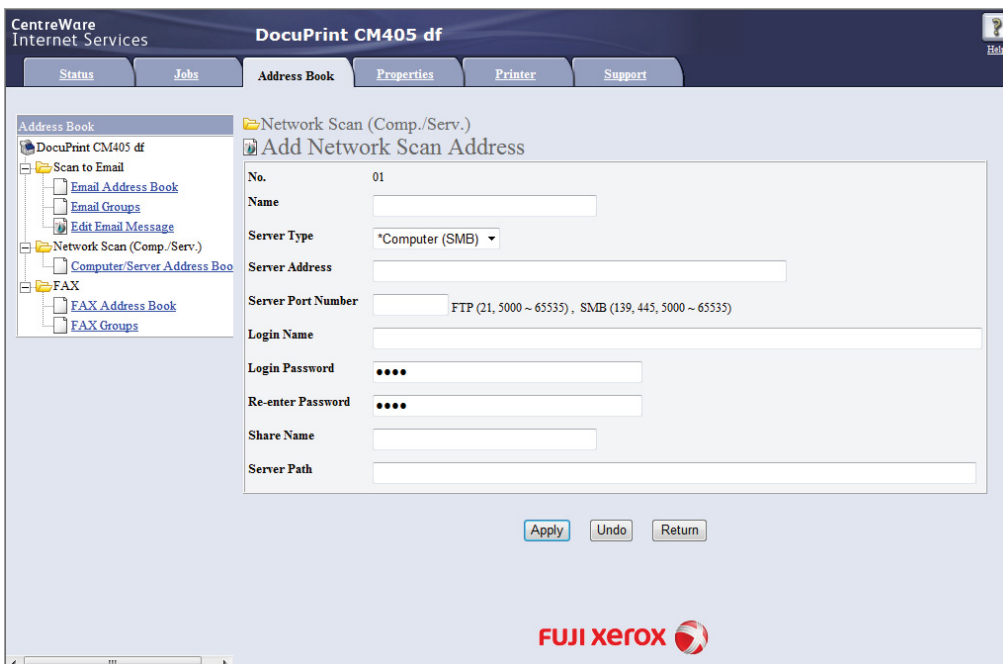 CentreWare
Internet Services
DocuPrint CM405 df
Help
Status
Jobs
Address Book
Properties
Printer
Support
Address Book
DocuPrint CM405 df
Scan to Email
Email Address Book
Email Groups
Edit Email Message
Network Scan (Comp./Serv.)
Computer/Server Address Boo
FAX
FAX Address Book
FAX Groups
Network Scan (Comp./Serv.)
Add Network Scan Address
No. 01
Name
Server Type *Computer (SMB)
Server Address
Server Port Number FTP (21, 5000 ~ 65535) , SMB (139, 445, 5000 ~ 65535)
Login Name
Login Password ••••
Re-enter Password ••••
Share Name
Server Path
Apply Undo Return
FUJI xerox